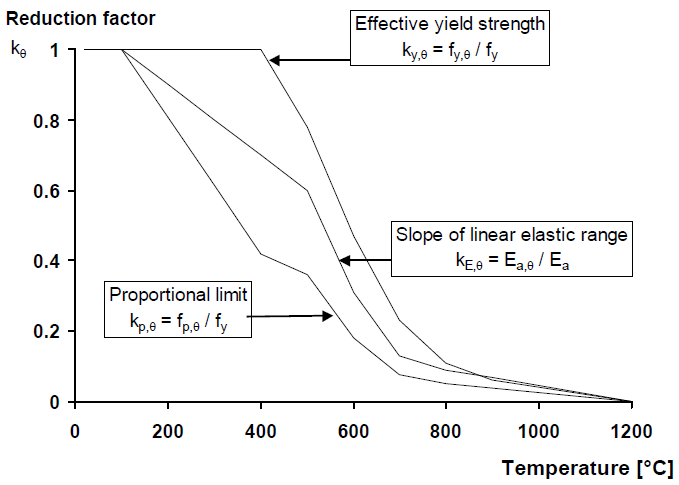 Reduction factor
kθ
Effective yield strength
ky,θ = fy,θ / fy
Slope of linear elastic range
kE,θ = Ea,θ / Ea
Proportional limit
kp,θ = fp,θ / fy
1
0.8
0.6
0.4
0.2
0
0 200 400 600 800 1000 1200
Temperature [°C]